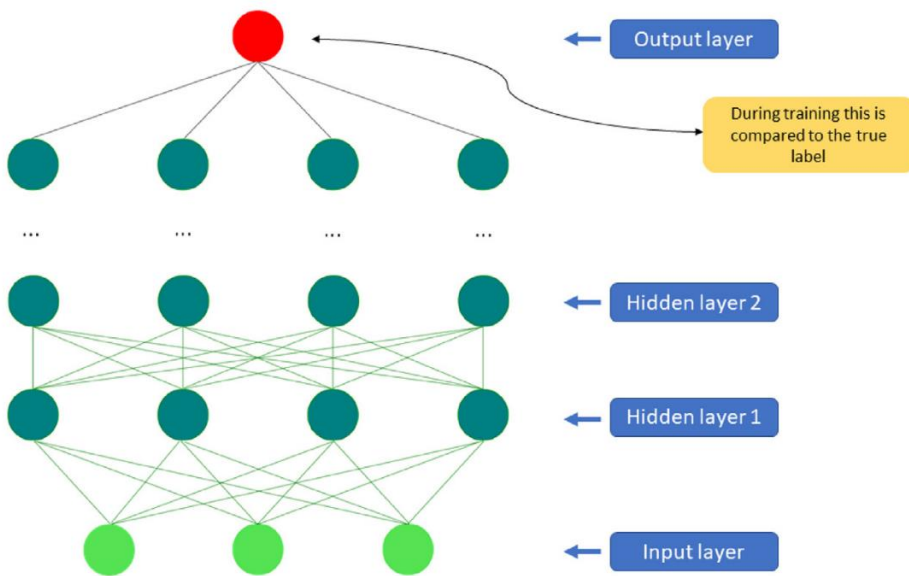 Output layer
During training this is
compared to the true
label
... ... ... ...
Hidden layer 2
Hidden layer 1
Input layer